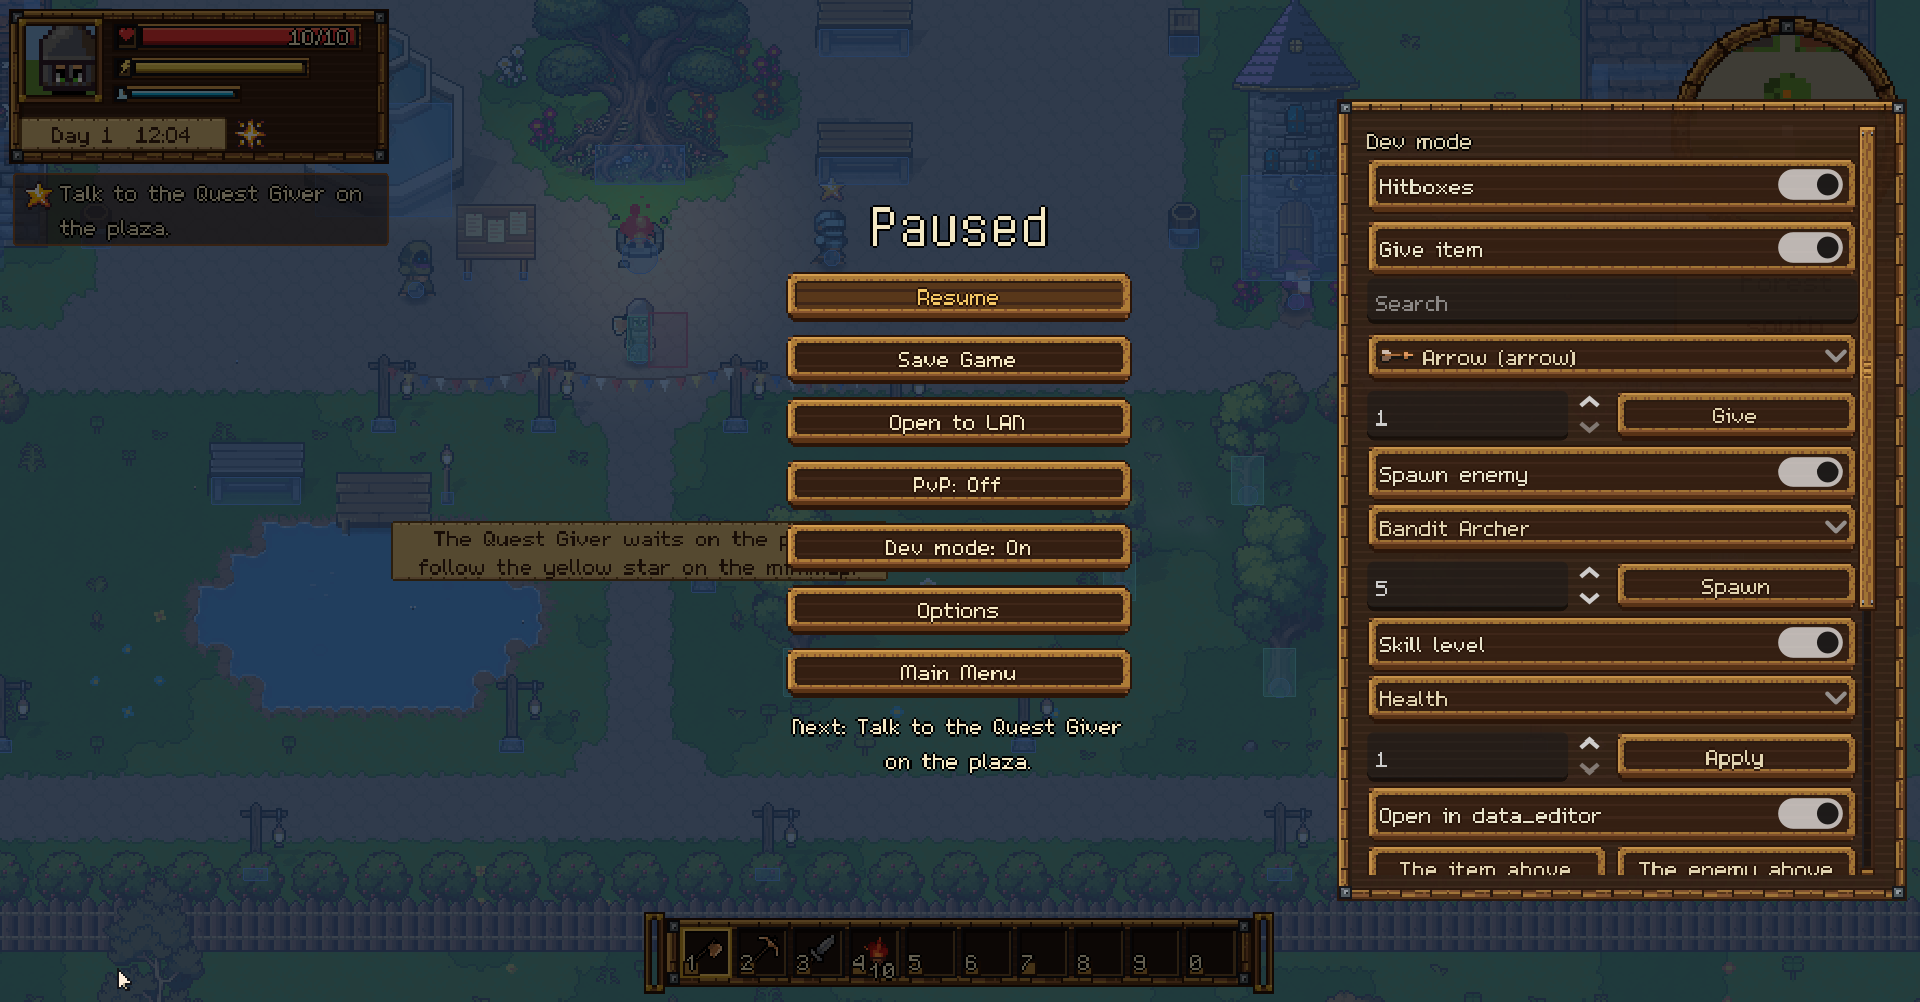 10/10
Day 1 12:04
Talk to the Quest Giver on
the plaza.
Paused
Resume
Save Game
Open to LAN
PvP: Off
The Quest Giver waits on the
follow the yellow star on the
Dev mode: On
Options
Main Menu
Next: Talk to the Quest Giver
on the plaza.
Dev mode
Hitboxes
Give item
Search
Arrow (arrow)
1
Give
Spawn enemy
Bandit Archer
5
Spawn
Skill level
Health
1
Apply
Open in data_editor
The item above
The enemy above
1 2 3 4 10 5 6 7 8 9 0